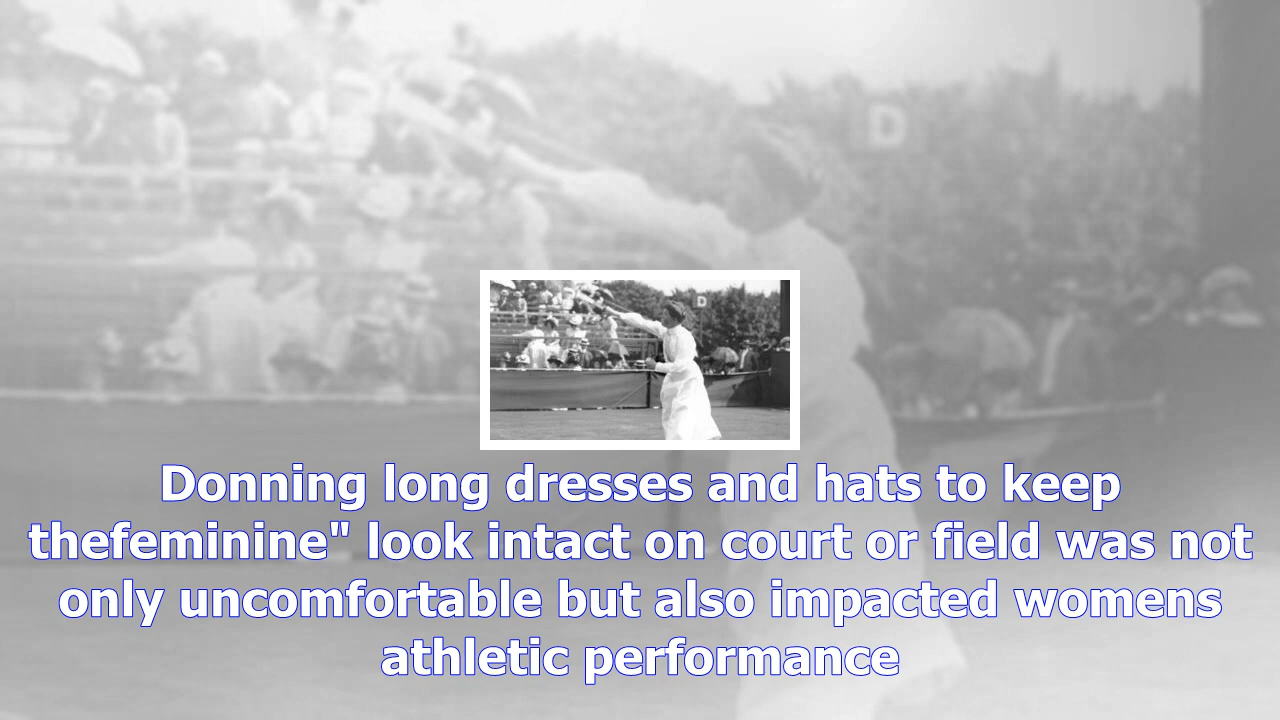 D
Donning long dresses and hats to keep
thefeminine" look intact on court or field was not
only uncomfortable but also impacted womens
athletic performance